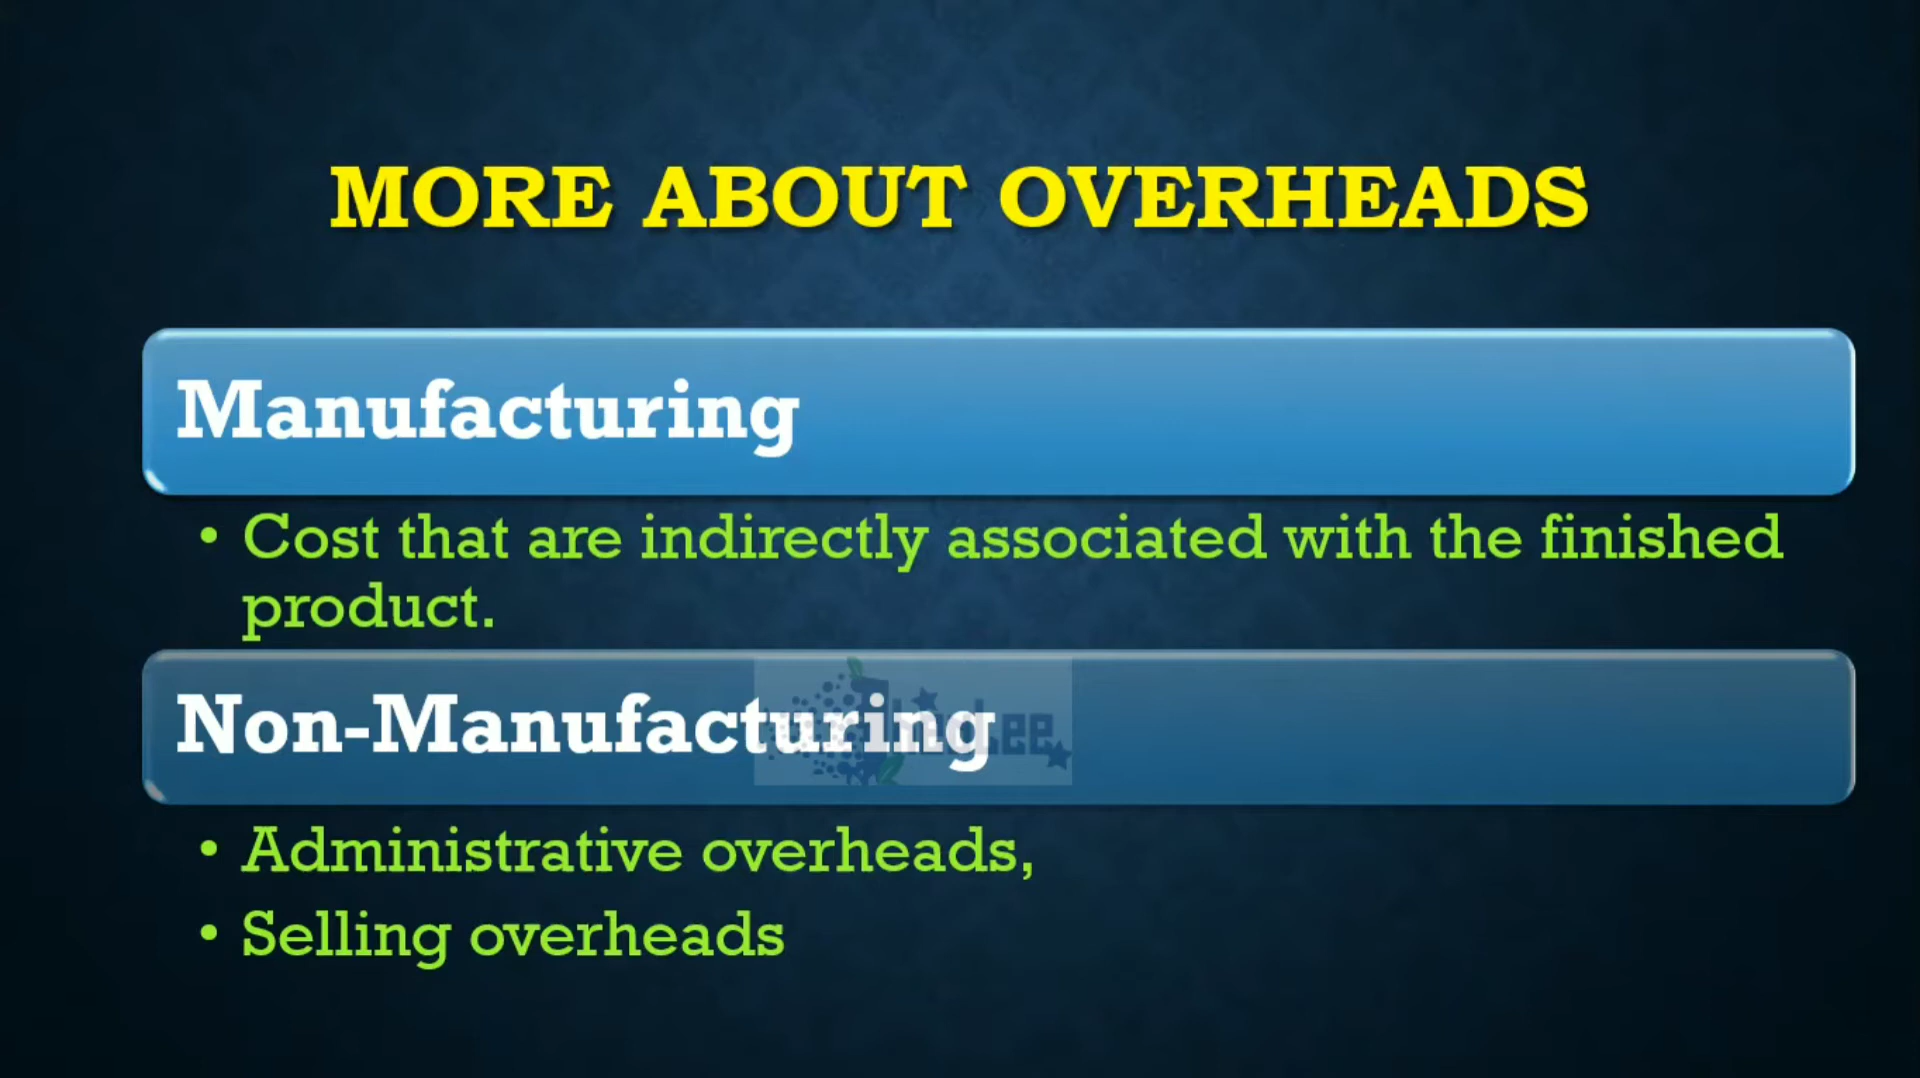 MORE ABOUT OVERHEADS
Manufacturing
• Cost that are indirectly associated with the finished
product.
Non-Manufacturing
• Administrative overheads,
• Selling overheads